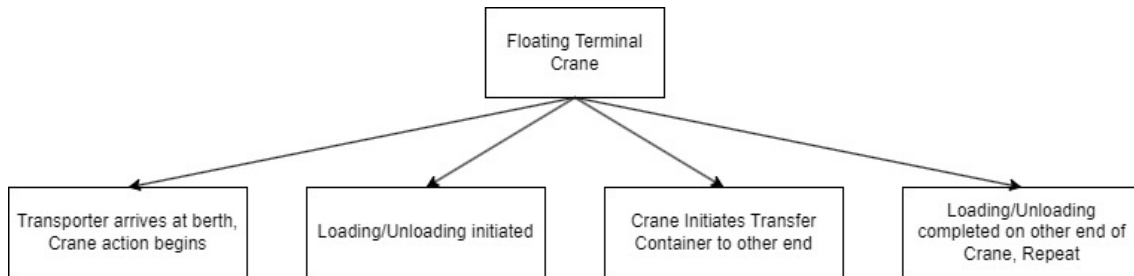 Floating Terminal
Crane
Transporter arrives at berth,
Crane action begins
Loading/Unloading initiated
Crane Initiates Transfer
Container to other end
Loading/Unloading
completed on other end of
Crane, Repeat